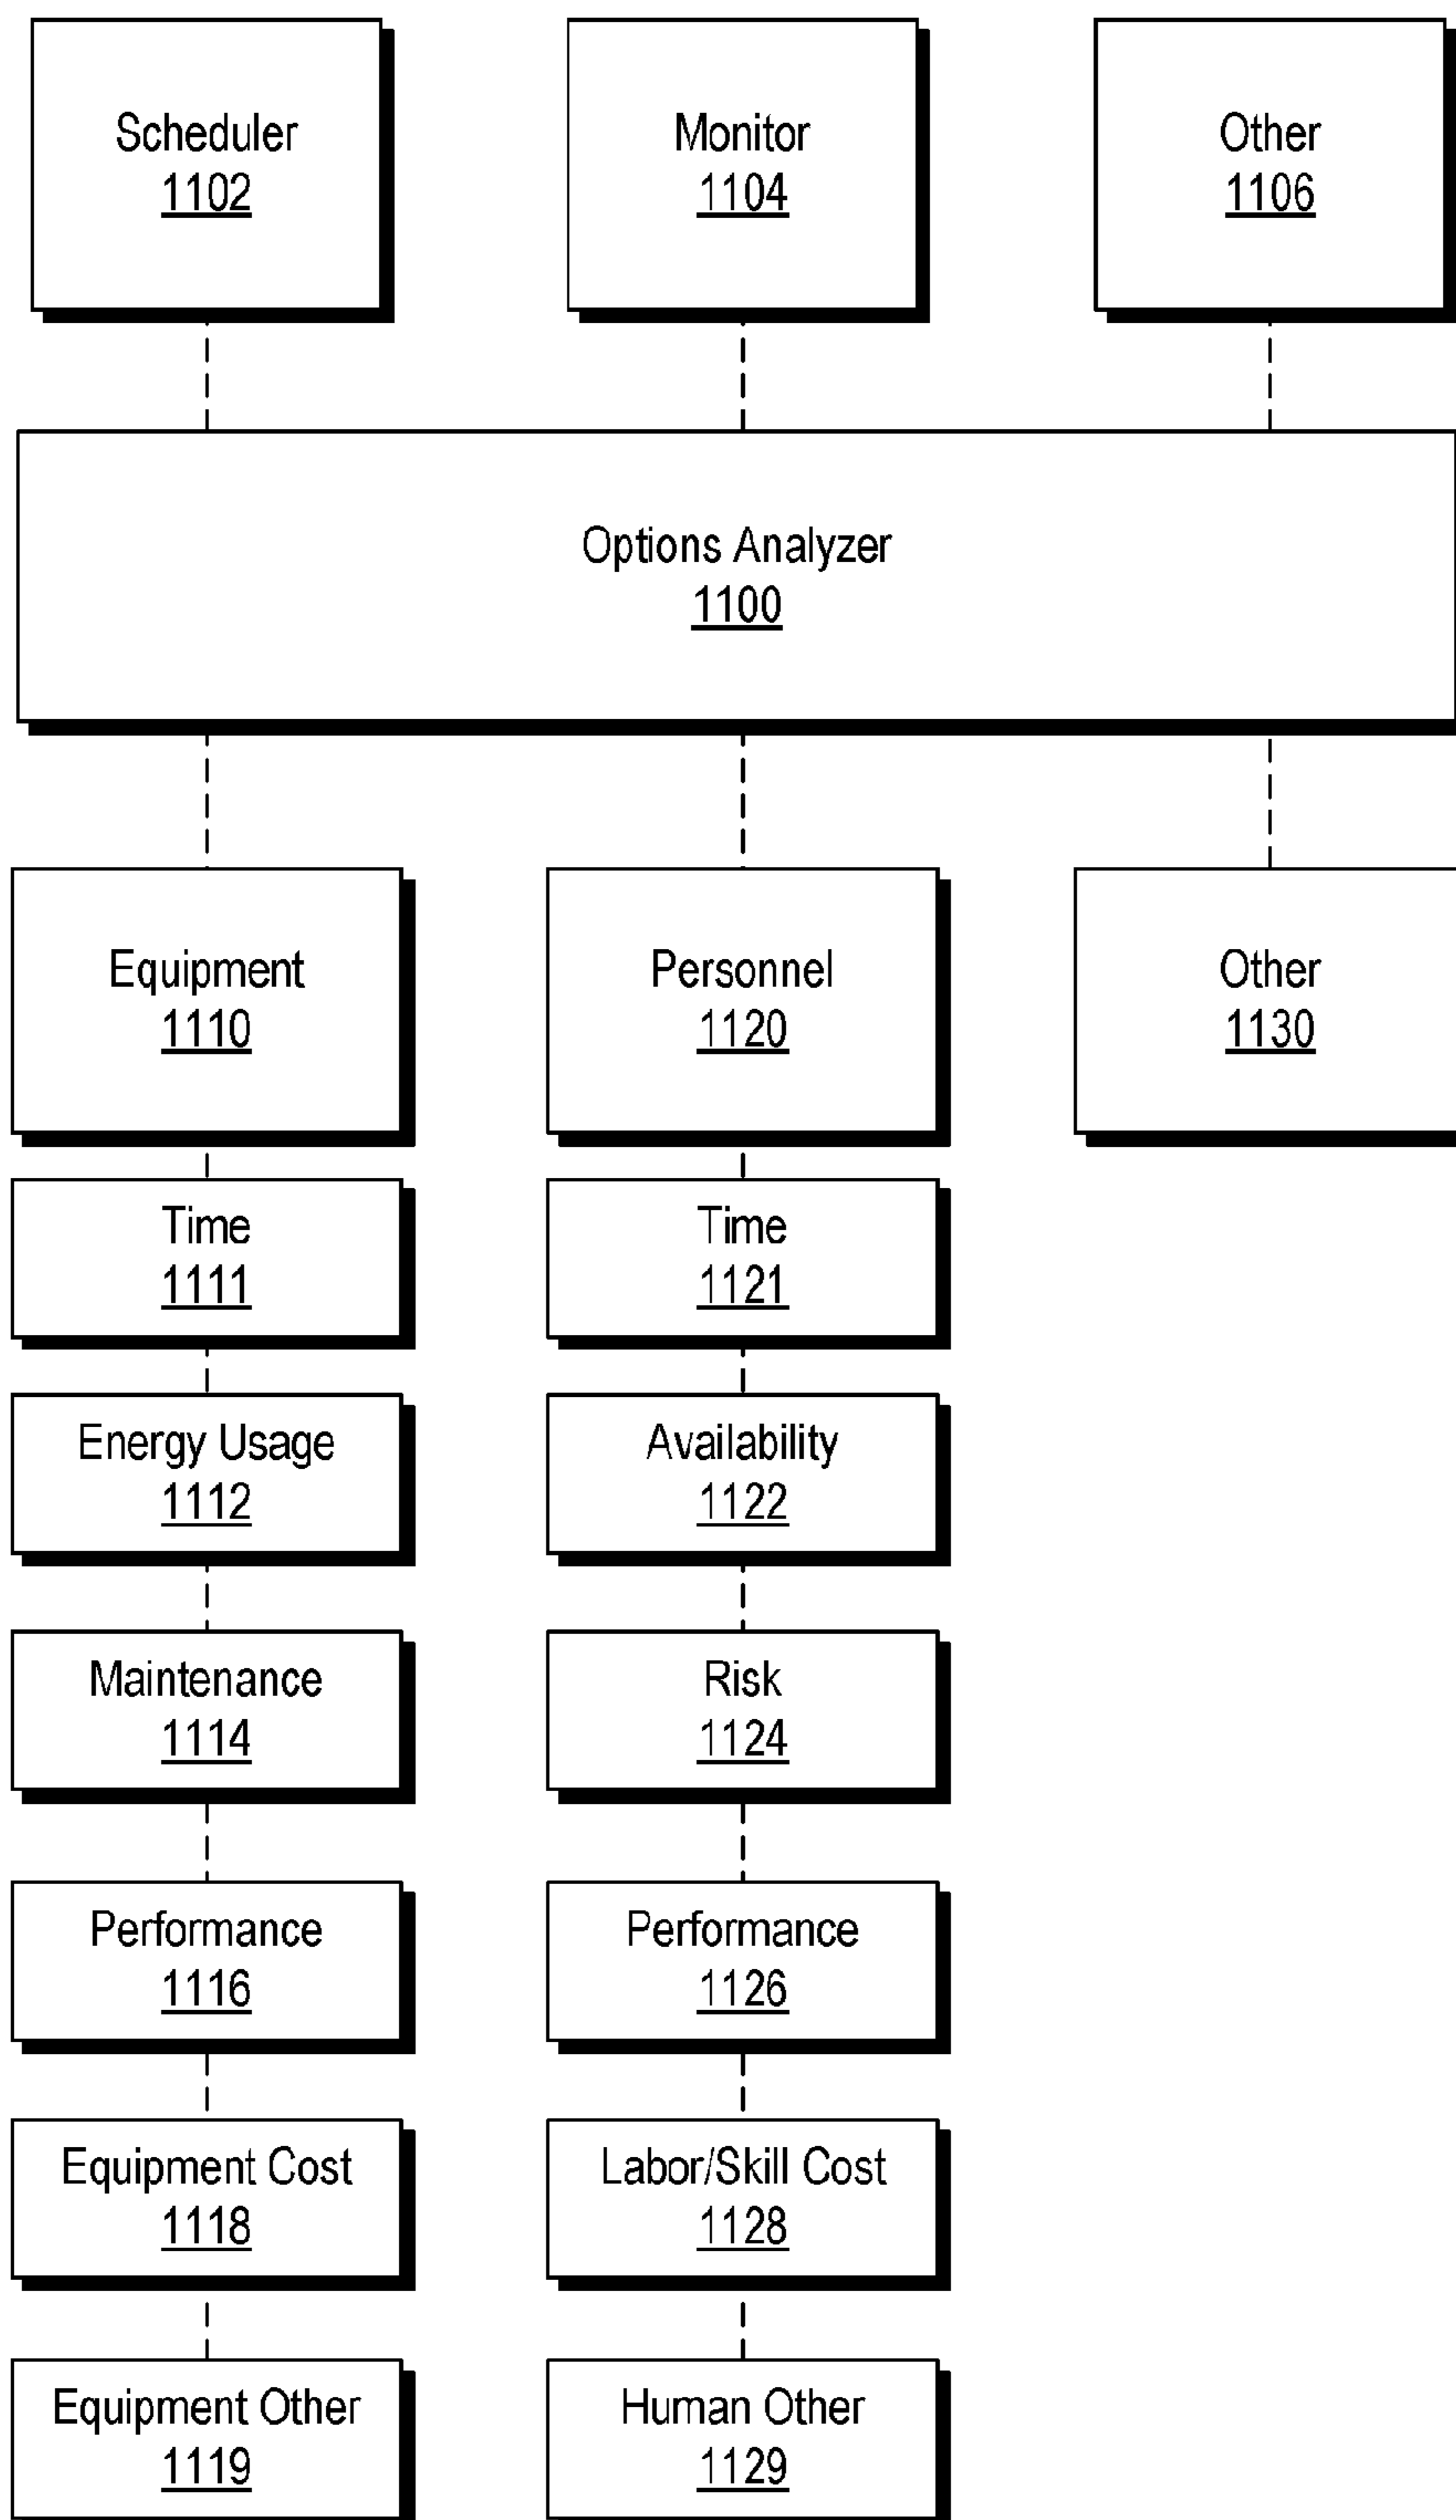 Scheduler
1102
Monitor
1104
Other
1106
Options Analyzer
1100
Equipment
1110
Personnel
1120
Other
1130
Time
1111
Time
1121
Energy Usage
1112
Availability
1122
Maintenance
1114
Risk
1124
Performance
1116
Performance
1126
Equipment Cost
1118
Labor/Skill Cost
1128
Equipment Other
1119
Human Other
1129